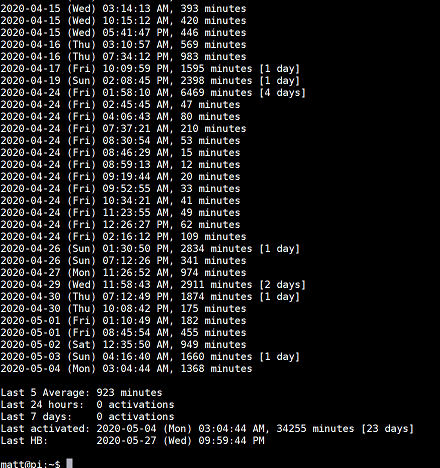 2020-04-15 (Wed) 03:14:13 AM, 393 minutes
2020-04-15 (Wed) 10:15:12 AM, 420 minutes
2020-04-15 (Wed) 05:41:47 PM, 446 minutes
2020-04-16 (Thu) 03:10:57 AM, 569 minutes
2020-04-16 (Thu) 07:34:12 PM, 983 minutes
2020-04-17 (Fri) 10:09:59 PM, 1595 minutes [1 day]
2020-04-19 (Sun) 02:08:45 PM, 2398 minutes [1 day]
2020-04-24 (Fri) 01:58:10 AM, 6469 minutes [4 days]
2020-04-24 (Fri) 02:45:45 AM, 47 minutes
2020-04-24 (Fri) 04:06:43 AM, 80 minutes
2020-04-24 (Fri) 07:37:21 AM, 210 minutes
2020-04-24 (Fri) 08:30:54 AM, 53 minutes
2020-04-24 (Fri) 08:46:29 AM, 15 minutes
2020-04-24 (Fri) 08:59:13 AM, 12 minutes
2020-04-24 (Fri) 09:19:44 AM, 20 minutes
2020-04-24 (Fri) 09:52:55 AM, 33 minutes
2020-04-24 (Fri) 10:34:21 AM, 41 minutes
2020-04-24 (Fri) 11:23:55 AM, 49 minutes
2020-04-24 (Fri) 12:26:27 PM, 62 minutes
2020-04-24 (Fri) 02:16:12 PM, 109 minutes
2020-04-26 (Sun) 01:30:50 PM, 2834 minutes [1 day]
2020-04-26 (Sun) 07:12:26 PM, 341 minutes
2020-04-27 (Mon) 11:26:52 AM, 974 minutes
2020-04-29 (Wed) 11:58:43 AM, 2911 minutes [2 days]
2020-04-30 (Thu) 07:12:49 PM, 1874 minutes [1 day]
2020-04-30 (Thu) 10:08:42 PM, 175 minutes
2020-05-01 (Fri) 01:10:49 AM, 182 minutes
2020-05-01 (Fri) 08:45:54 AM, 455 minutes
2020-05-02 (Sat) 12:35:50 AM, 949 minutes
2020-05-03 (Sun) 04:16:40 AM, 1660 minutes [1 day]
2020-05-04 (Mon) 03:04:44 AM, 1368 minutes
Last 5 Average: 923 minutes
Last 24 hours: 0 activations
Last 7 days: 0 activations
Last activated: 2020-05-04 (Mon) 03:04:44 AM, 34255 minutes [23 days]
Last HB: 2020-05-27 (Wed) 09:59:44 PM
matt@pi:~$